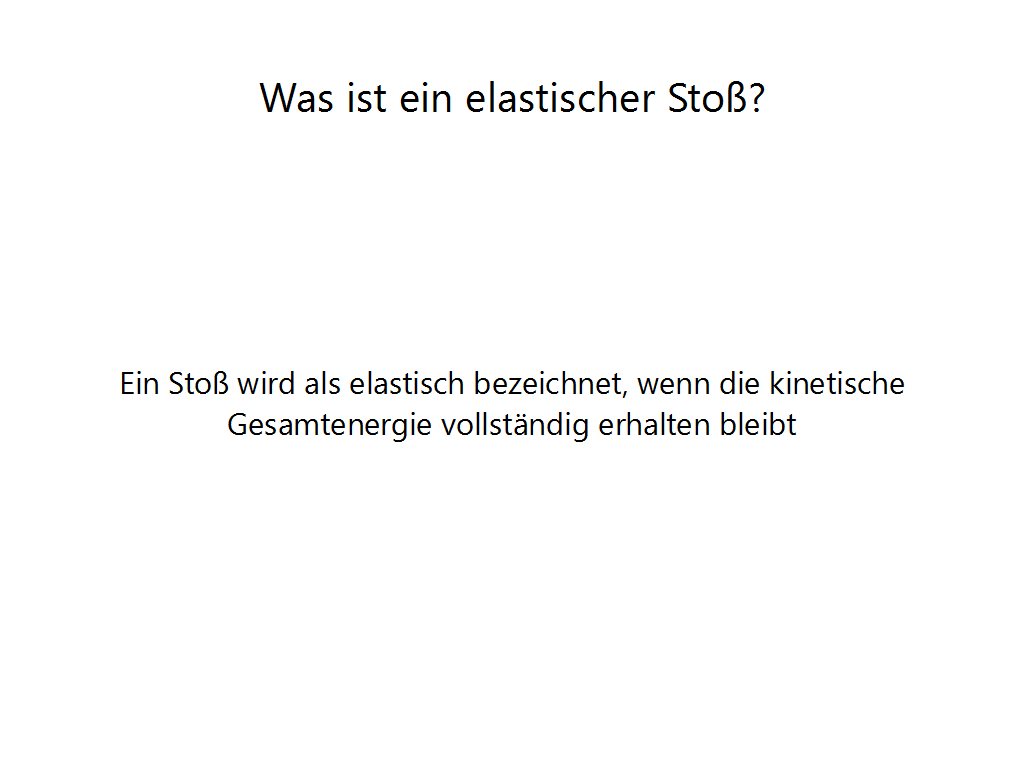 Was ist ein elastischer Stoß?
Ein Stoß wird als elastisch bezeichnet, wenn die kinetische
Gesamtenergie vollständig erhalten bleibt